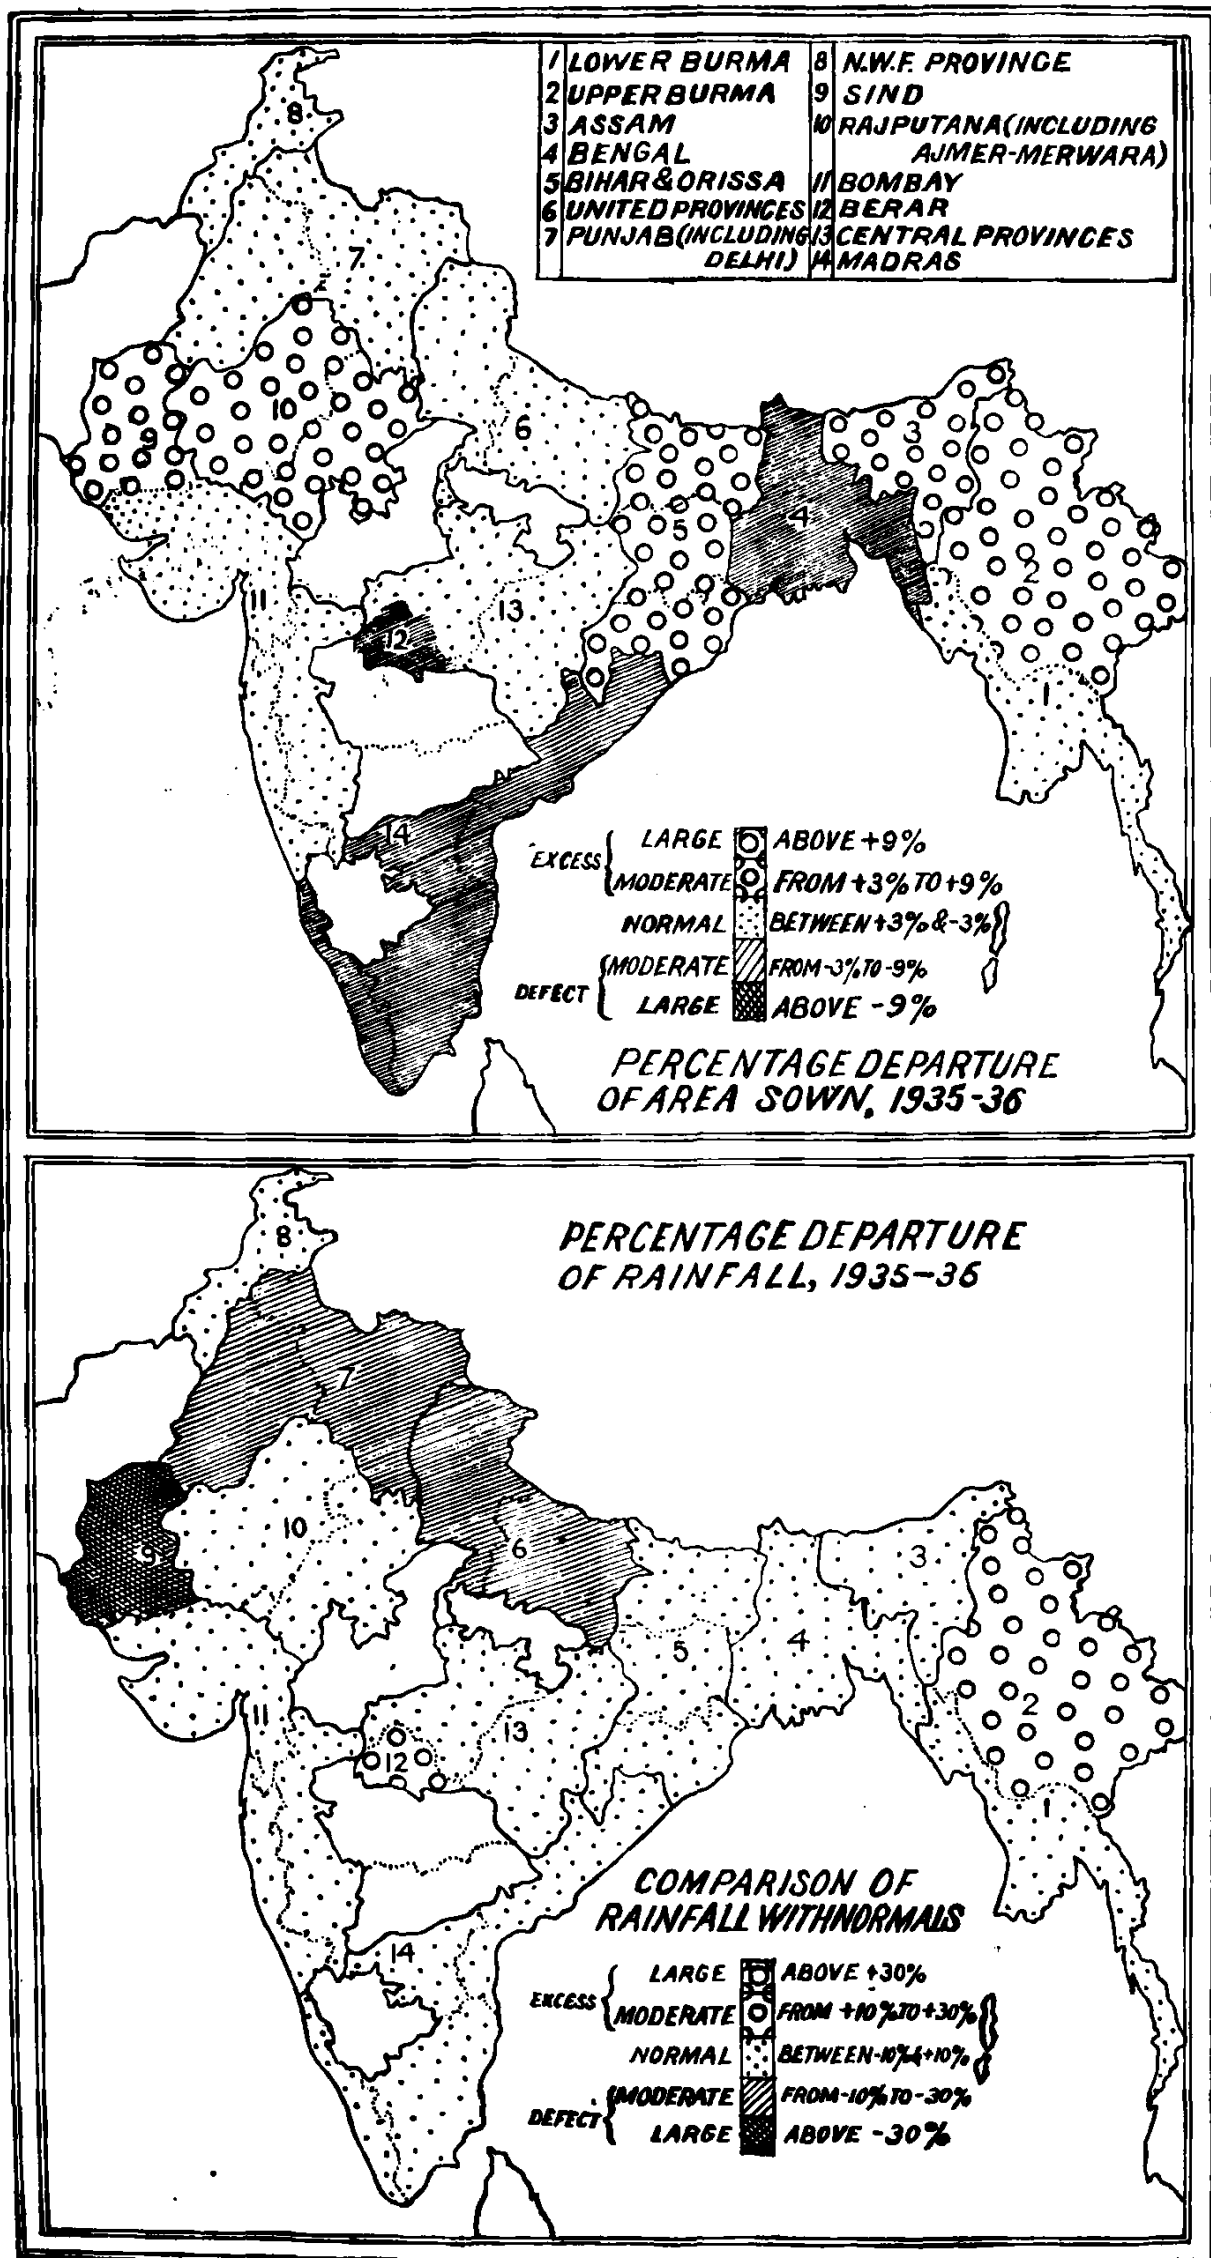 1 LOWER BURMA 8 N.W.F. PROVINCE
2 UPPER BURMA 9 SIND
3 ASSAM 10 RAJPUTANA (INCLUDING
4 BENGAL AJMER-MERWARA)
5 BIHAR & ORISSA 11 BOMBAY
6 UNITED PROVINCES 12 BERAR
7 PUNJAB (INCLUDING 13 CENTRAL PROVINCES
DELHI) 14 MADRAS
8
7
10
9
6
3
5
4
2
11
13
12
1
14
EXCESS { LARGE ABOVE +9%
MODERATE FROM +3% TO +9%
NORMAL BETWEEN +3% & -3%
DEFECT { MODERATE FROM -3% TO -9%
LARGE ABOVE -9%
PERCENTAGE DEPARTURE
OF AREA SOWN, 1935-36
PERCENTAGE DEPARTURE
OF RAINFALL, 1935-36
8
7
10
9
6
3
5
4
2
11
13
12
1
14
COMPARISON OF
RAINFALL WITH NORMALS
EXCESS { LARGE ABOVE +30%
MODERATE FROM +10% TO +30%
NORMAL BETWEEN -10% & +10%
DEFECT { MODERATE FROM -10% TO -30%
LARGE ABOVE -30%